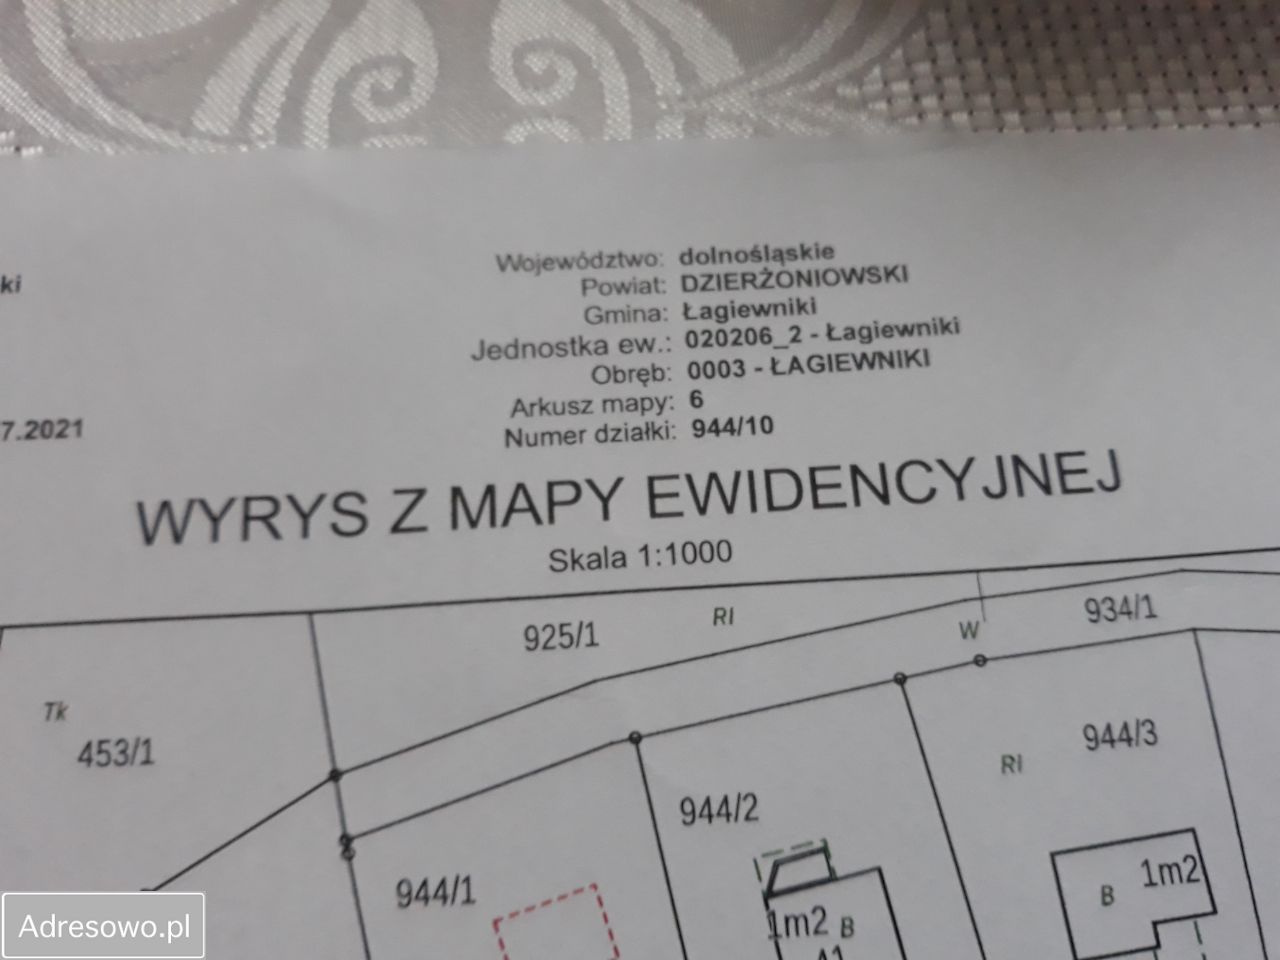 ki
Województwo: dolnośląskie
Powiat: DZIERŻONIOWSKI
Gmina: Łagiewniki
Jednostka ew.: 020206_2 - Łagiewniki
Obręb: 0003 - ŁAGIEWNIKI
Arkusz mapy: 6
7.2021
Numer działki: 944/10
WYRYS Z MAPY EWIDENCYJNEJ
Skala 1:1000
925/1
RI
W
934/1
Tk
453/1
944/3
RI
944/2
944/1
1m2
B
1m2
B
41
Adresowo.pl